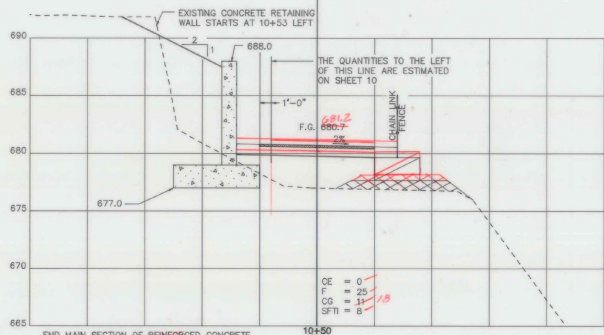 EXISTING CONCRETE RETAINING
WALL STARTS AT 10+53 LEFT
690
2
1
688.0
THE QUANTITIES TO THE LEFT
OF THIS LINE ARE ESTIMATED
ON SHEET 10
685
1'-0"
681.2
F.G. 680.7
2%
CHAIN LINK
FENCE
680
677.0
675
670
CE = 0
F = 25
CG = 11 18
SFTI = 8
665
10+50
END MAIN SECTION OF REINFORCED CONCRETE